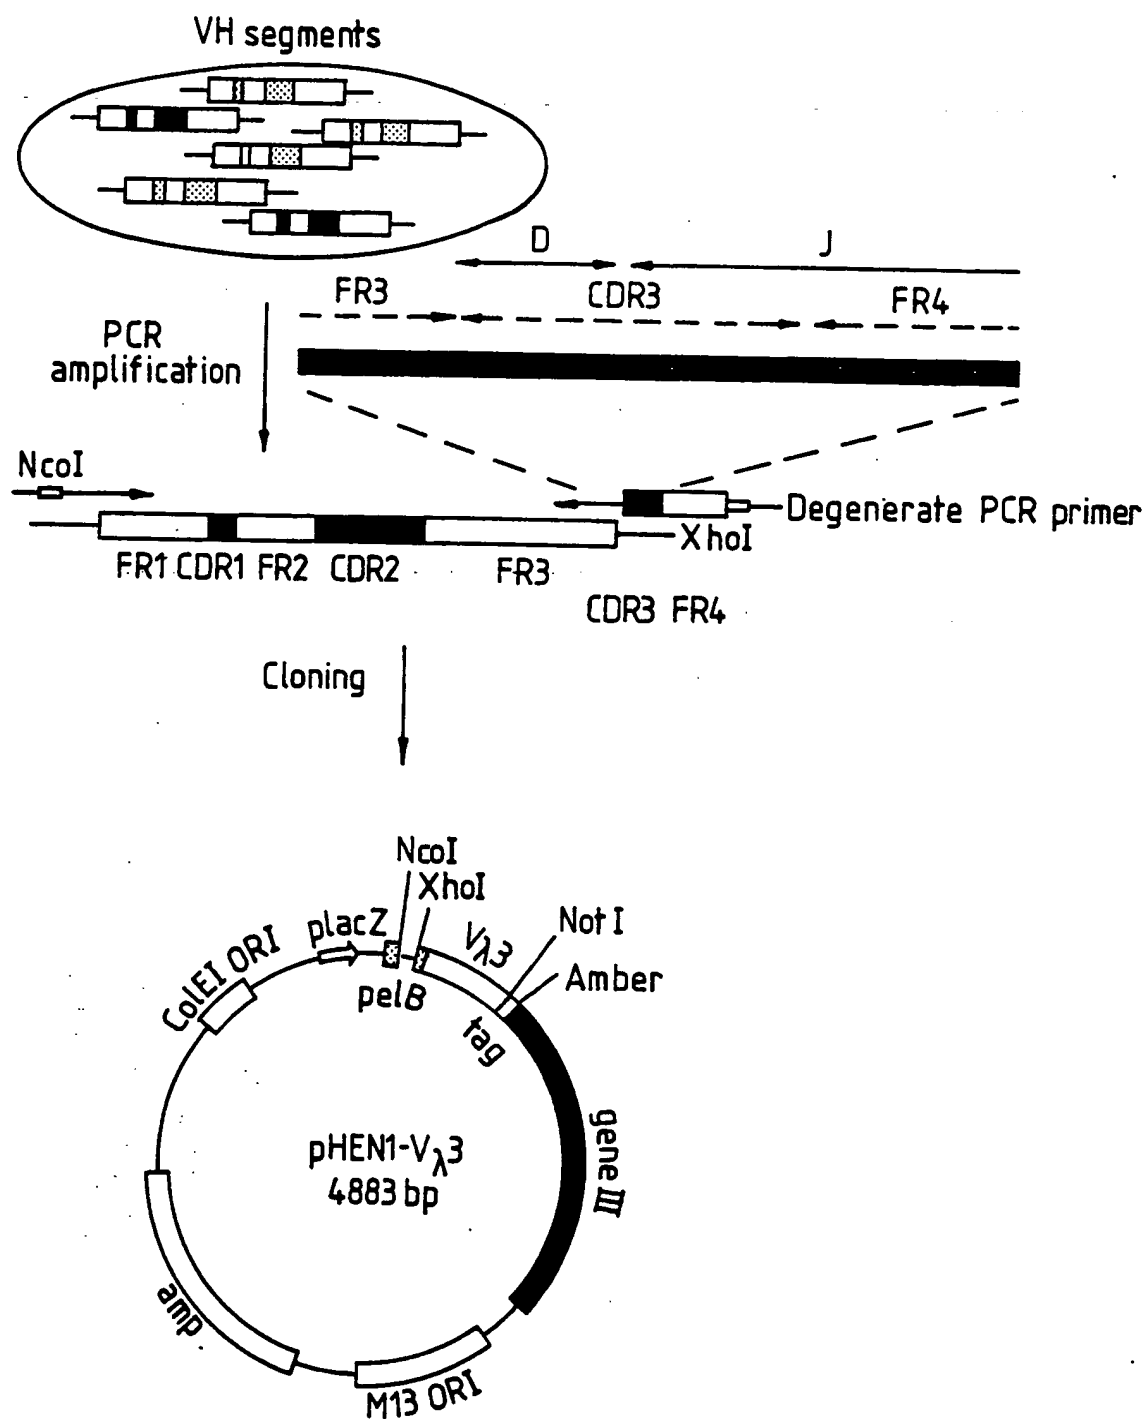 VH segments
D
J
FR3
CDR3
FR4
PCR
amplification
NcoI
Degenerate PCR primer
XhoI
FR1 CDR1 FR2 CDR2 FR3
CDR3 FR4
Cloning
NcoI
XhoI
placZ
pelB
Vλ3
Not I
Amber
tag
ColEI ORI
gene III
pHEN1-Vλ3
4883 bp
amp
M13 ORI